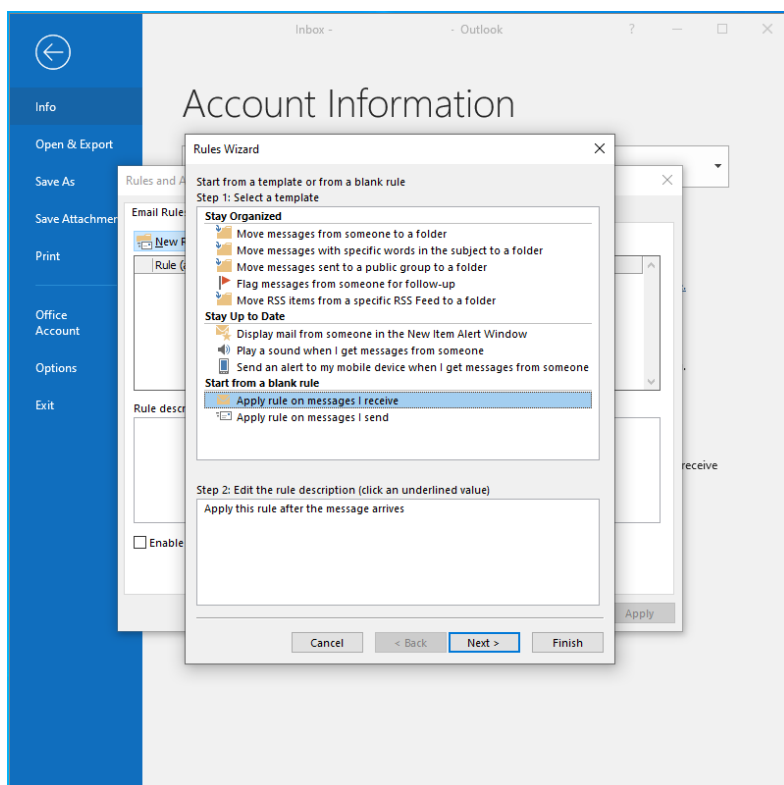 Inbox - - Outlook
Account Information
Info
Open & Export
Save As
Save Attachmen
Print
Office
Account
Options
Exit
Rules and A
Email Rule
New R
Rule (a
Rule descr
Enable
receive
Apply
Rules Wizard
Start from a template or from a blank rule
Step 1: Select a template
Stay Organized
Move messages from someone to a folder
Move messages with specific words in the subject to a folder
Move messages sent to a public group to a folder
Flag messages from someone for follow-up
Move RSS items from a specific RSS Feed to a folder
Stay Up to Date
Display mail from someone in the New Item Alert Window
Play a sound when I get messages from someone
Send an alert to my mobile device when I get messages from someone
Start from a blank rule
Apply rule on messages I receive
Apply rule on messages I send
Step 2: Edit the rule description (click an underlined value)
Apply this rule after the message arrives
Cancel
< Back
Next >
Finish